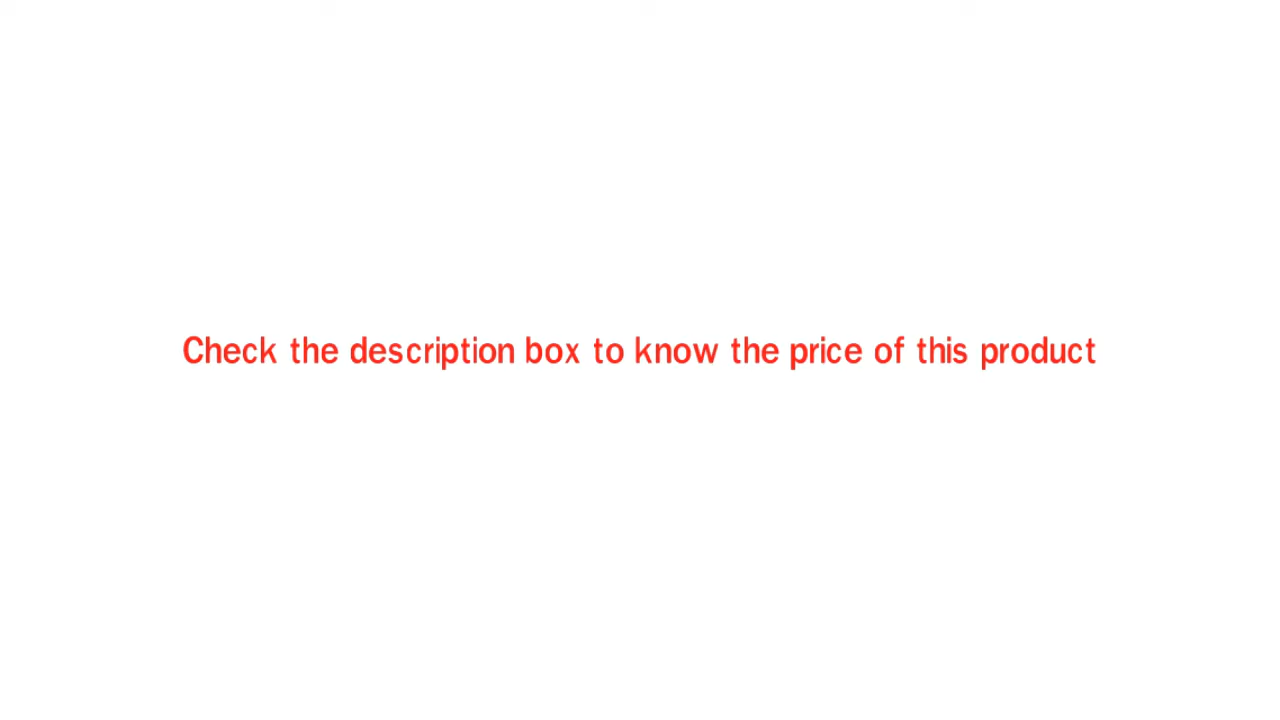 Check the description box to know the price of this product